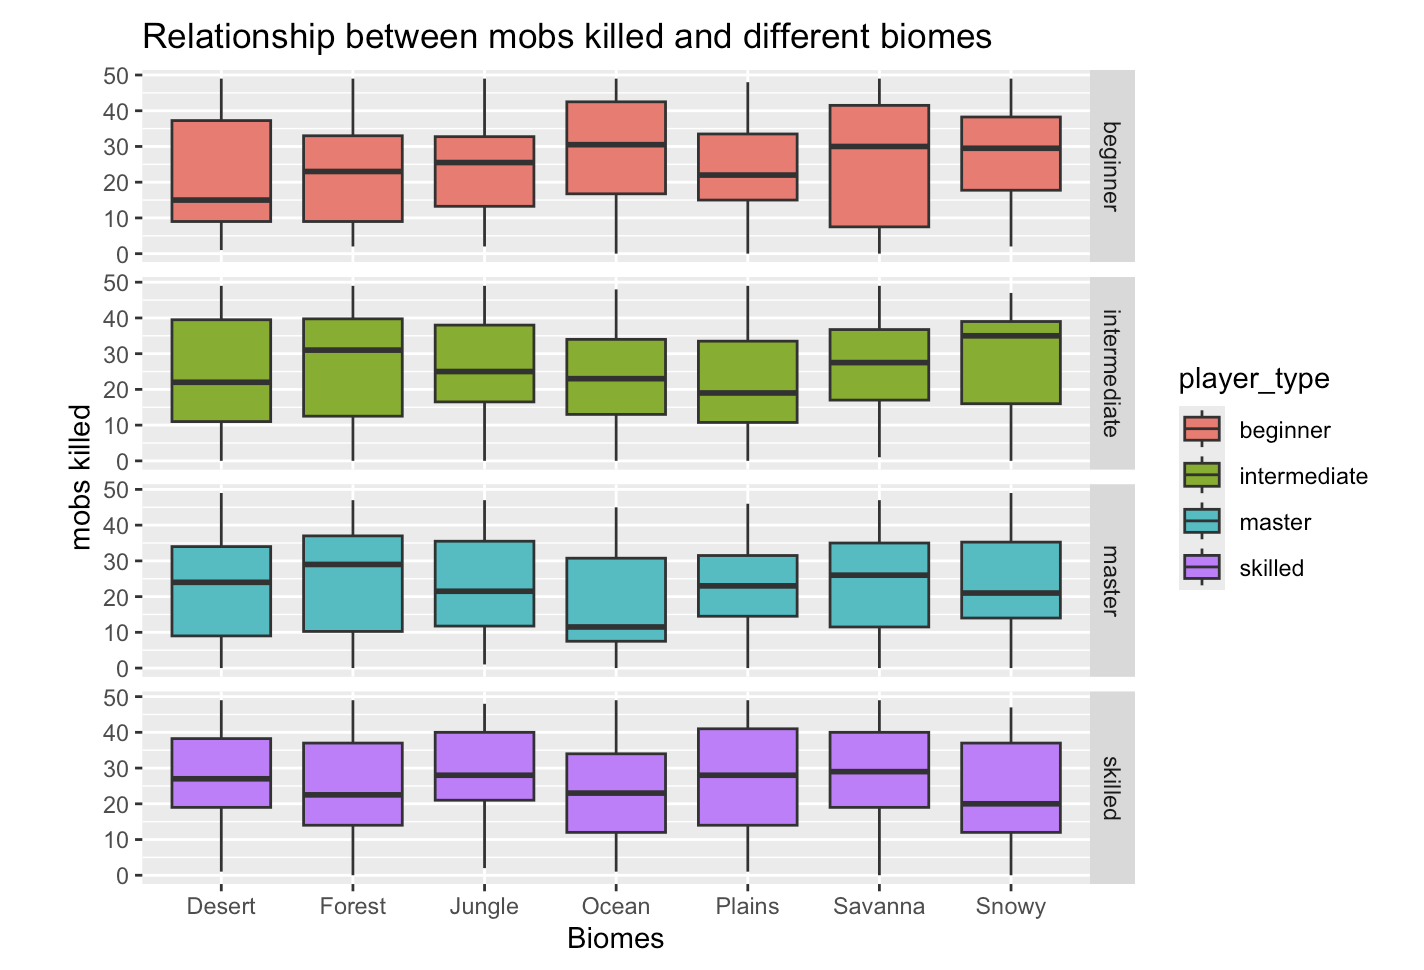 Relationship between mobs killed and different biomes
50
40
30
20
10
0
beginner
50
40
30
20
10
0
intermediate
50
40
30
20
10
0
master
50
40
30
20
10
0
skilled
mobs killed
Desert Forest Jungle Ocean Plains Savanna Snowy
Biomes
player_type
beginner
intermediate
master
skilled